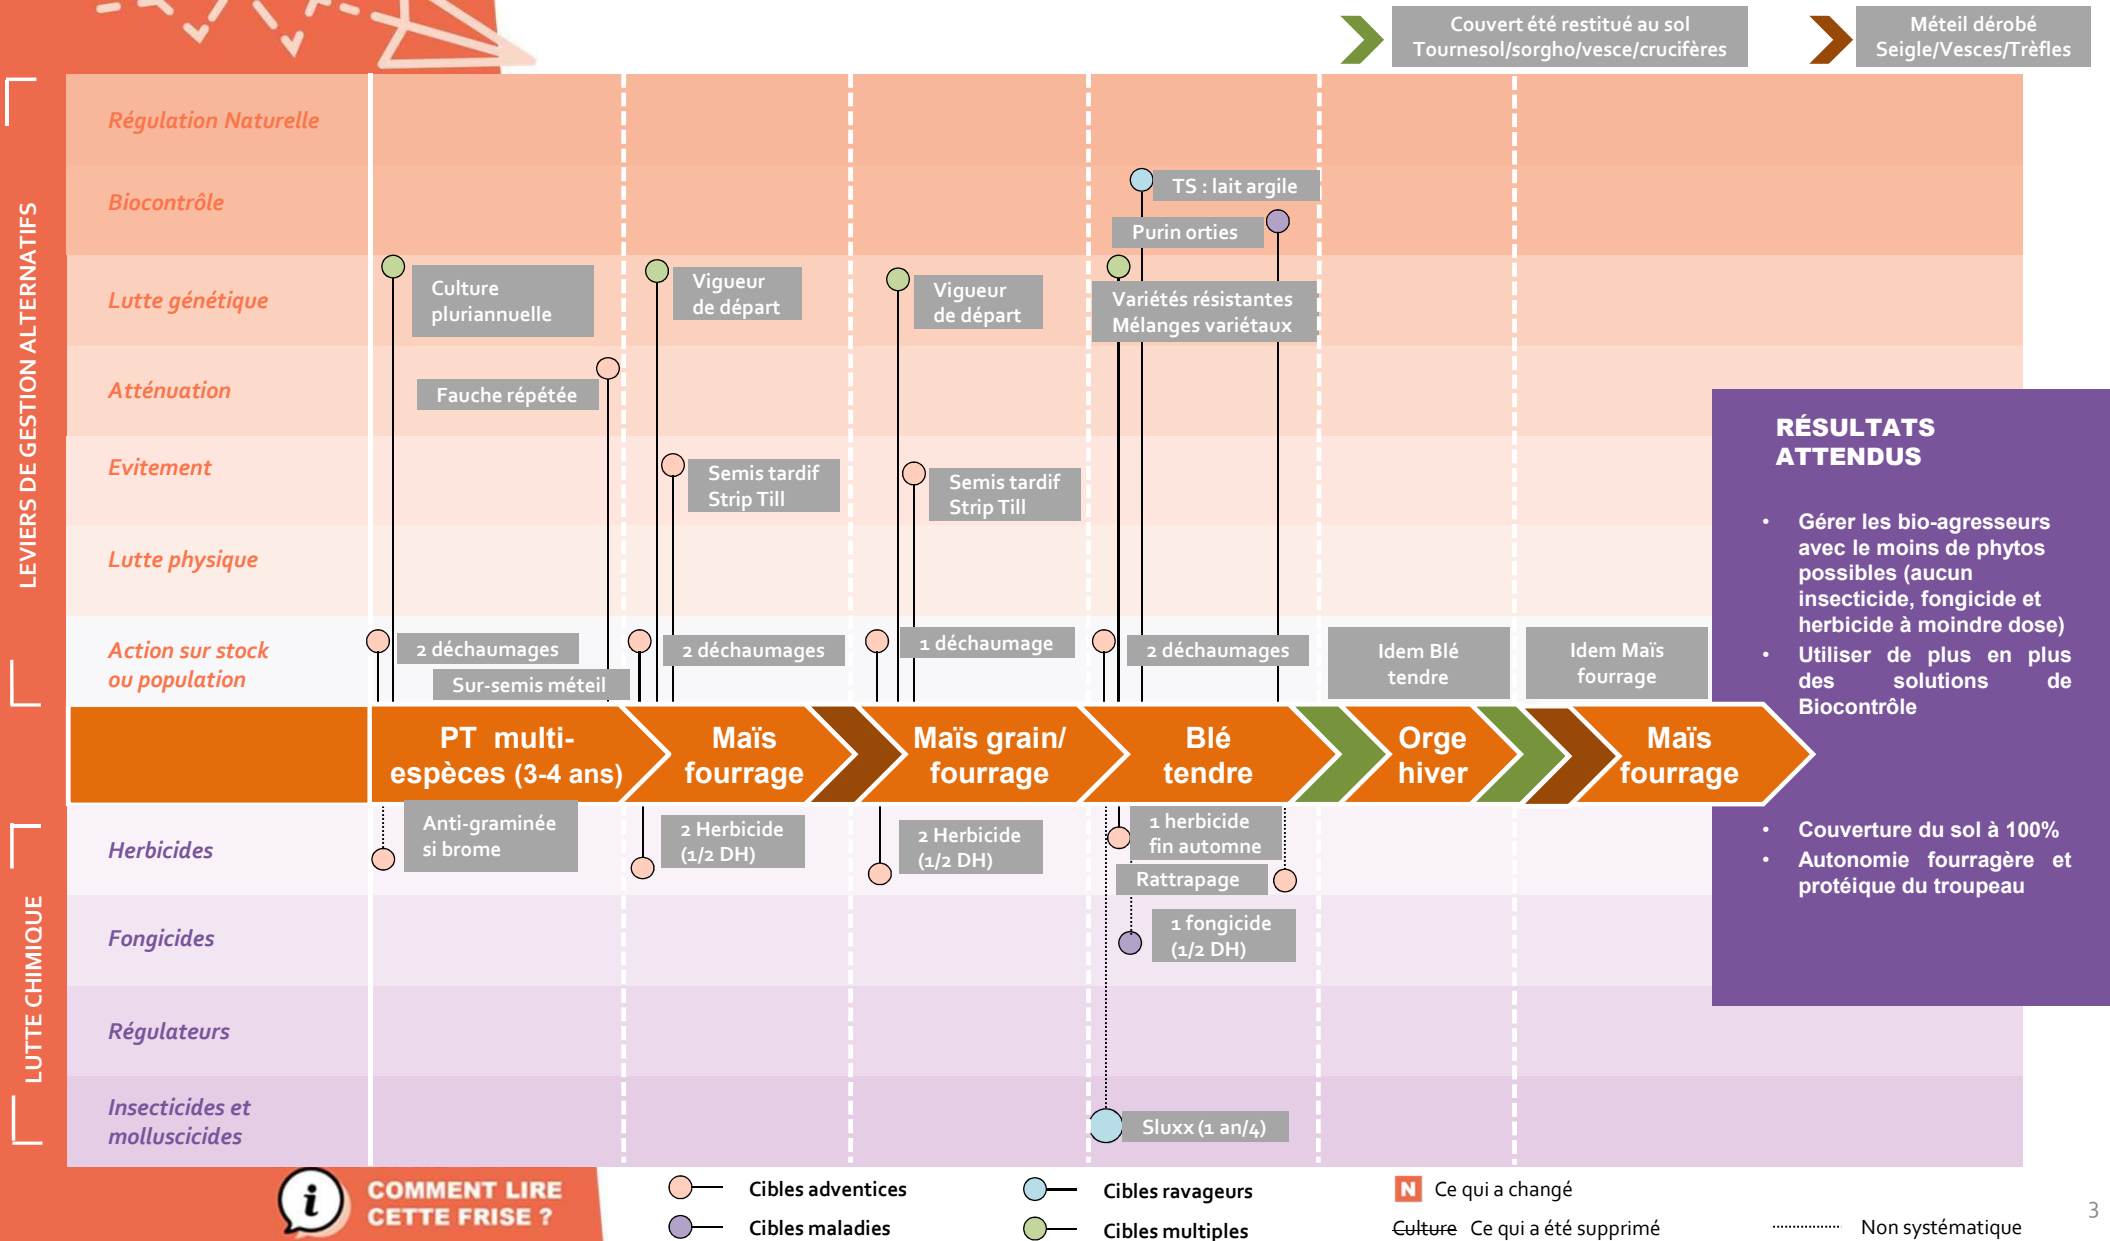 Couvert été restitué au sol
Tournesol/sorgho/vesce/crucifères
Méteil dérobé
Seigle/Vesces/Trèfles
LEVIERS DE GESTION ALTERNATIFS
Régulation Naturelle
Biocontrôle
TS : lait argile
Purin orties
Lutte génétique
Culture
pluriannuelle
Vigueur
de départ
Vigueur
de départ
Variétés résistantes
Mélanges variétaux
Atténuation
Fauche répétée
Evitement
Semis tardif
Strip Till
Semis tardif
Strip Till
Lutte physique
Action sur stock
ou population
2 déchaumages
Sur-semis méteil
2 déchaumages
1 déchaumage
2 déchaumages
Idem Blé
tendre
Idem Maïs
fourrage
PT multi-
espèces (3-4 ans)
Maïs
fourrage
Maïs grain/
fourrage
Blé
tendre
Orge
hiver
Maïs
fourrage
RÉSULTATS
ATTENDUS
• Gérer les bio-agresseurs
avec le moins de phytos
possibles (aucun
insecticide, fongicide et
herbicide à moindre dose)
• Utiliser de plus en plus
des solutions de
Biocontrôle
• Couverture du sol à 100%
• Autonomie fourragère et
protéique du troupeau
LUTTE CHIMIQUE
Herbicides
Anti-graminée
si brome
2 Herbicide
(1/2 DH)
2 Herbicide
(1/2 DH)
1 herbicide
fin automne
Rattrapage
Fongicides
1 fongicide
(1/2 DH)
Régulateurs
Insecticides et
molluscicides
Sluxx (1 an/4)
i
COMMENT LIRE
CETTE FRISE ?
Cibles adventices
Cibles maladies
Cibles ravageurs
Cibles multiples
N Ce qui a changé
Culture Ce qui a été supprimé
Non systématique
3